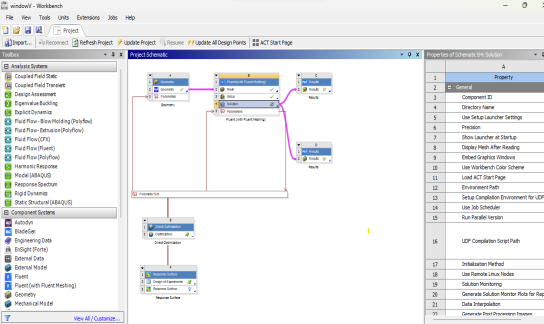 windowV - Workbench
File View Tools Units Extensions Jobs Help
Project
Import... Reconnect Refresh Project Update Project Resume Update All Design Points ACT Start Page
Toolbox
Analysis Systems
Coupled Field Static
Coupled Field Transient
Design Assessment
Eigenvalue Buckling
Explicit Dynamics
Fluid Flow - Blow Molding (Polyflow)
Fluid Flow - Extrusion (Polyflow)
Fluid Flow (CFX)
Fluid Flow (Fluent)
Fluid Flow (Polyflow)
Harmonic Response
Model (ABAQUS)
Response Spectrum
Rigid Dynamics
Static Structural (ABAQUS)
Component Systems
Autodyn
BladeGen
Engineering Data
EnSight (Forte)
External Data
External Model
Fluent
Fluent (with Fluent Meshing)
Geometry
Mechanical Model
View All / Customize...
Project Schematic
A
1 Geometry
2 Geometry
3 Parameters
Geometry
B
1 Fluent (with Fluent Meshing)
2 Mesh
3 Setup
4 Solution
5 Parameters
Fluent (with Fluent Meshing)
C
1 Results
2 Results
Results
D
1 Results
2 Results
Results
Parameter Set
E
1 Direct Optimization
2 Optimization
Direct Optimization
1 Response Surface
2 Design of Experiments
3 Response Surface
Response Surface
Properties of Schematic B4: Solution
A
1 Property
2 General
3 Component ID
4 Directory Name
5 Use Setup Launcher Settings
6 Precision
7 Show Launcher at Startup
8 Display Mesh After Reading
9 Embed Graphics Windows
10 Use Workbench Color Scheme
11 Load ACT Start Page
12 Environment Path
13 Setup Compilation Environment for UDF
14 Use Job Scheduler
15 Run Parallel Version
16 UDF Compilation Script Path
17 Initialization Method
18 Use Remote Linux Nodes
19 Solution Monitoring
20 Generate Solution Monitor Plots for Rep
21 Data Interpolation
22 Generate Post Processing Images